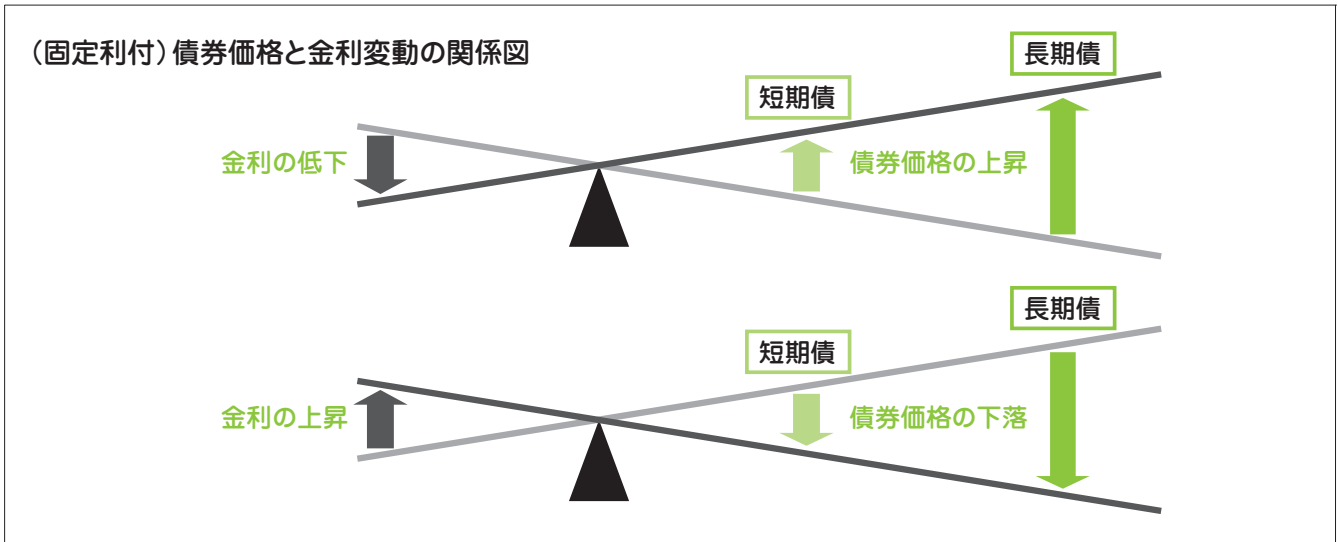 （固定利付）債券価格と金利変動の関係図
長期債
短期債
金利の低下
債券価格の上昇
長期債
短期債
金利の上昇
債券価格の下落